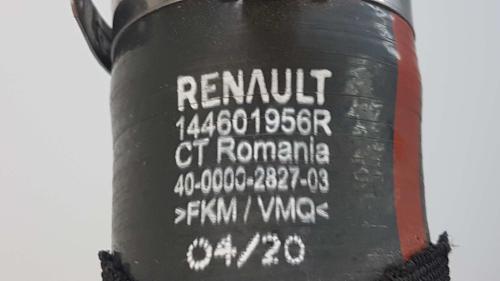 RENAULT
144601956R
CT Romania
40-0000-2827-03
>FKM/VMQ<
04/20